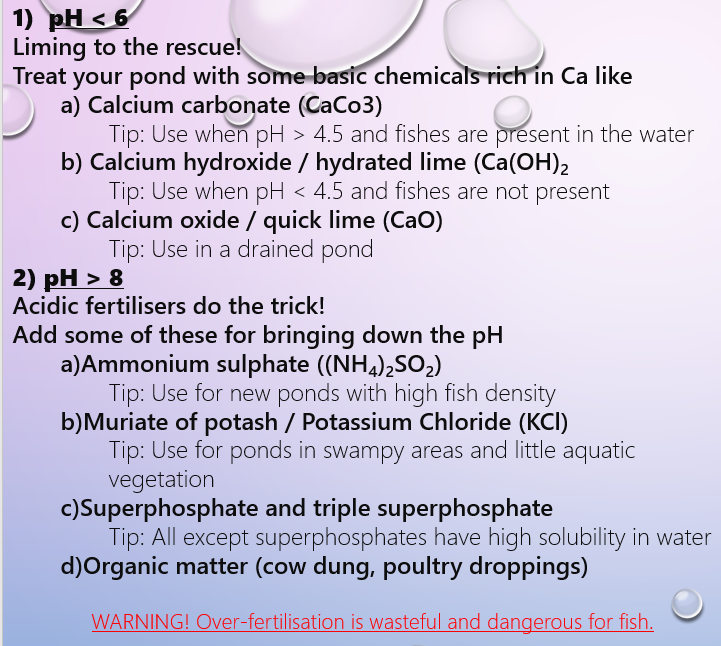 1) pH < 6
Liming to the rescue!
Treat your pond with some basic chemicals rich in Ca like
a) Calcium carbonate (CaCo3)
Tip: Use when pH > 4.5 and fishes are present in the water
b) Calcium hydroxide / hydrated lime (Ca(OH)₂
Tip: Use when pH < 4.5 and fishes are not present
c) Calcium oxide / quick lime (CaO)
Tip: Use in a drained pond
2) pH > 8
Acidic fertilisers do the trick!
Add some of these for bringing down the pH
a)Ammonium sulphate ((NH₄)₂SO₂)
Tip: Use for new ponds with high fish density
b)Muriate of potash / Potassium Chloride (KCl)
Tip: Use for ponds in swampy areas and little aquatic
vegetation
c)Superphosphate and triple superphosphate
Tip: All except superphosphates have high solubility in water
d)Organic matter (cow dung, poultry droppings)
WARNING! Over-fertilisation is wasteful and dangerous for fish.